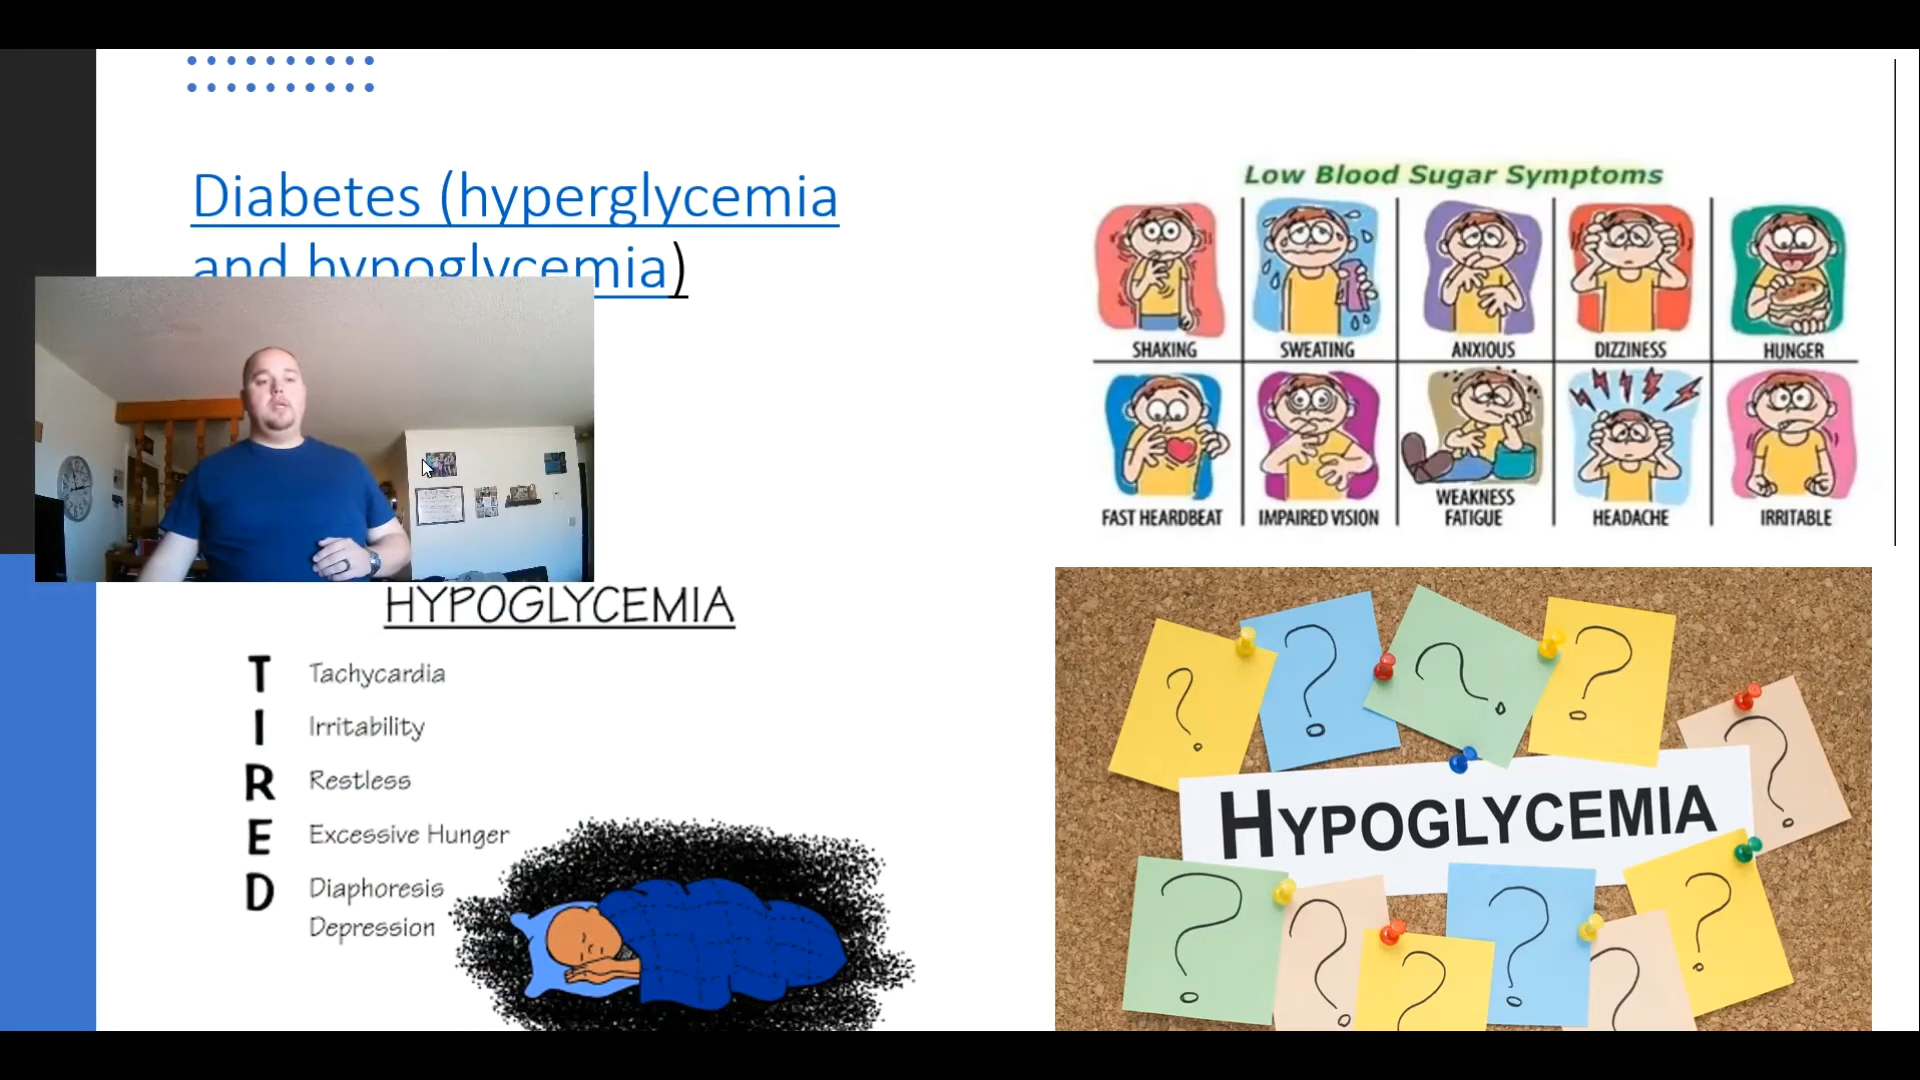 Diabetes (hyperglycemia
and hypoglycemia)
Low Blood Sugar Symptoms
SHAKING
SWEATING
ANXIOUS
DIZZINESS
HUNGER
FAST HEARDBEAT
IMPAIRED VISION
WEAKNESS
FATIGUE
HEADACHE
IRRITABLE
HYPOGLYCEMIA
T Tachycardia
I Irritability
R Restless
E Excessive Hunger
D Diaphoresis
Depression
? ? ? ? ?
HYPOGLYCEMIA
? ? ? ? ? ?